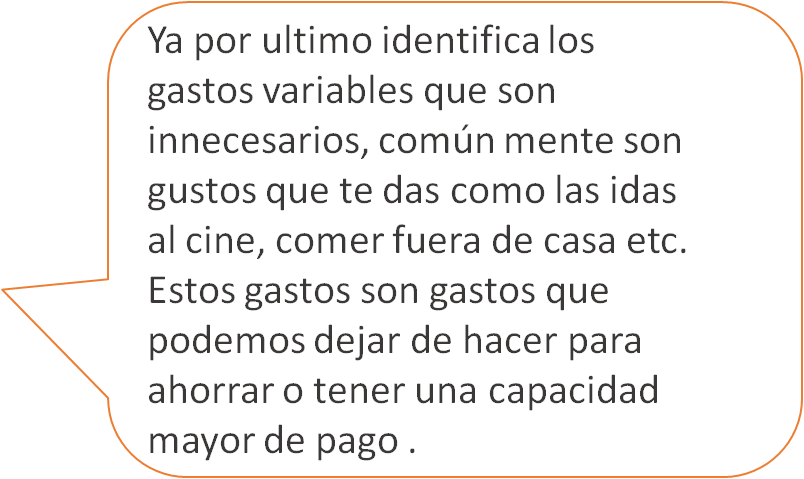 Ya por ultimo identifica los
gastos variables que son
innecesarios, común mente son
gustos que te das como las idas
al cine, comer fuera de casa etc.
Estos gastos son gastos que
podemos dejar de hacer para
ahorrar o tener una capacidad
mayor de pago .